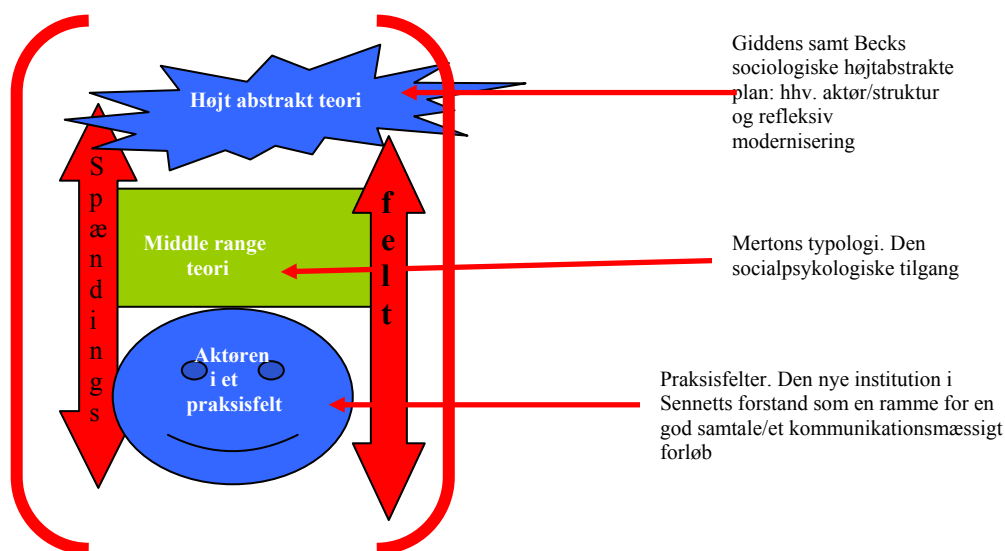 Højt abstrakt teori
Giddens samt Becks
sociologiske højtabstrakte
plan: hhv. aktør/struktur
og refleksiv
modernisering
Spændings
felt
Middle range
teori
Mertons typologi. Den
socialpsykologiske tilgang
Aktøren
i et
praksisfelt
Praksisfelter. Den nye institution i
Sennetts forstand som en ramme for en
god samtale/et kommunikationsmæssigt
forløb